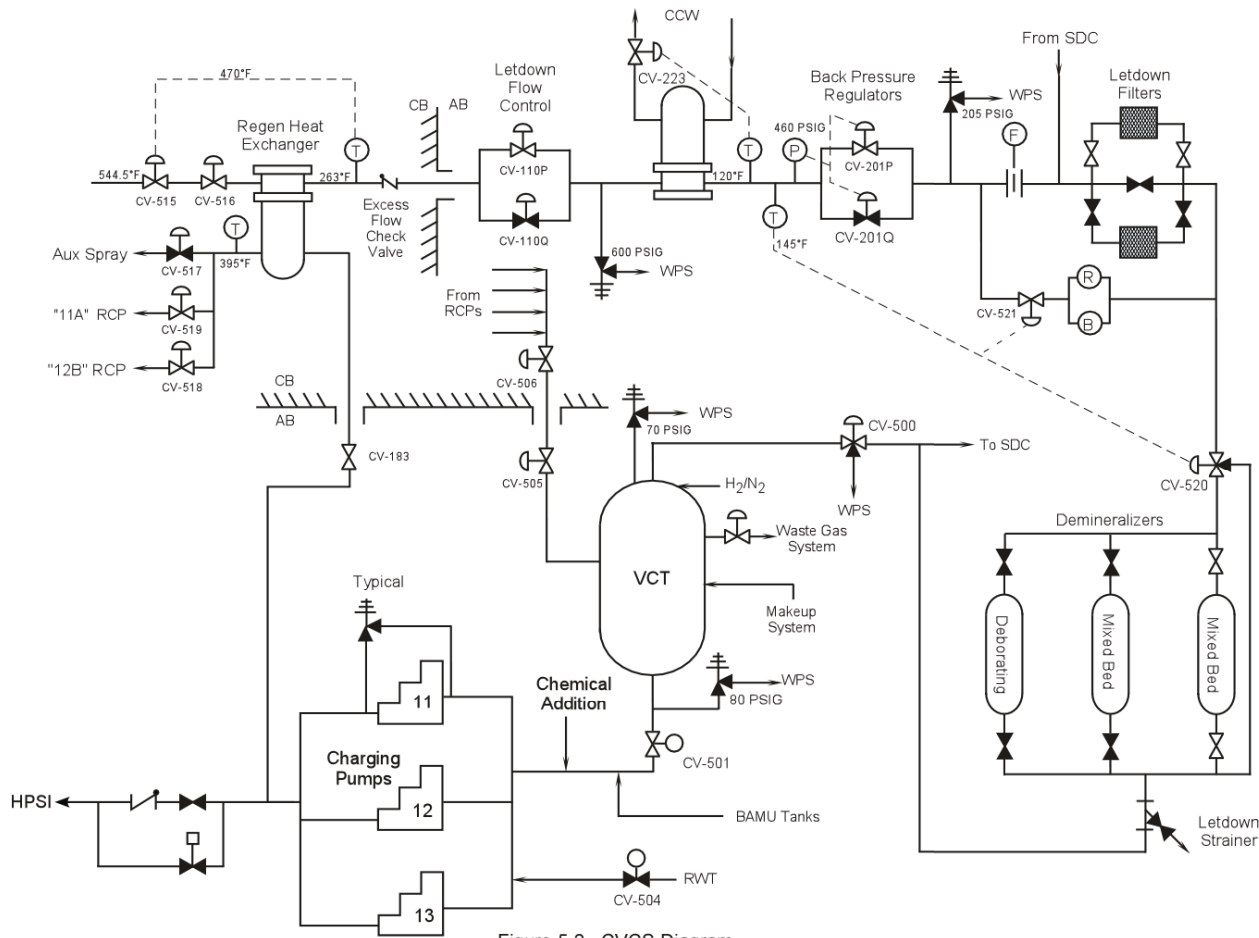 CCW
From SDC
470°F
Letdown
Flow
Control
CV-223
Back Pressure
Regulators
WPS
205 PSIG
Letdown
Filters
CB
AB
Regen Heat
Exchanger
T
T
P
460 PSIG
F
CV-110P
CV-201P
544.5°F
CV-515
CV-516
263°F
120°F
Excess
Flow
Check
Valve
CV-110Q
T
CV-201Q
145°F
T
395°F
Aux Spray
CV-517
600 PSIG
WPS
From
RCPs
R
B
CV-521
"11A" RCP
CV-519
"12B" RCP
CV-518
CV-506
CB
AB
WPS
70 PSIG
CV-500
To SDC
CV-183
CV-505
H2/N2
WPS
CV-520
Waste Gas
System
Demineralizers
VCT
Makeup
System
Typical
Deborating
Mixed Bed
Mixed Bed
WPS
80 PSIG
11
Chemical
Addition
Charging
Pumps
CV-501
HPSI
12
BAMU Tanks
Letdown
Strainer
RWT
CV-504
13
Figure 5-2 CVCS Diagram